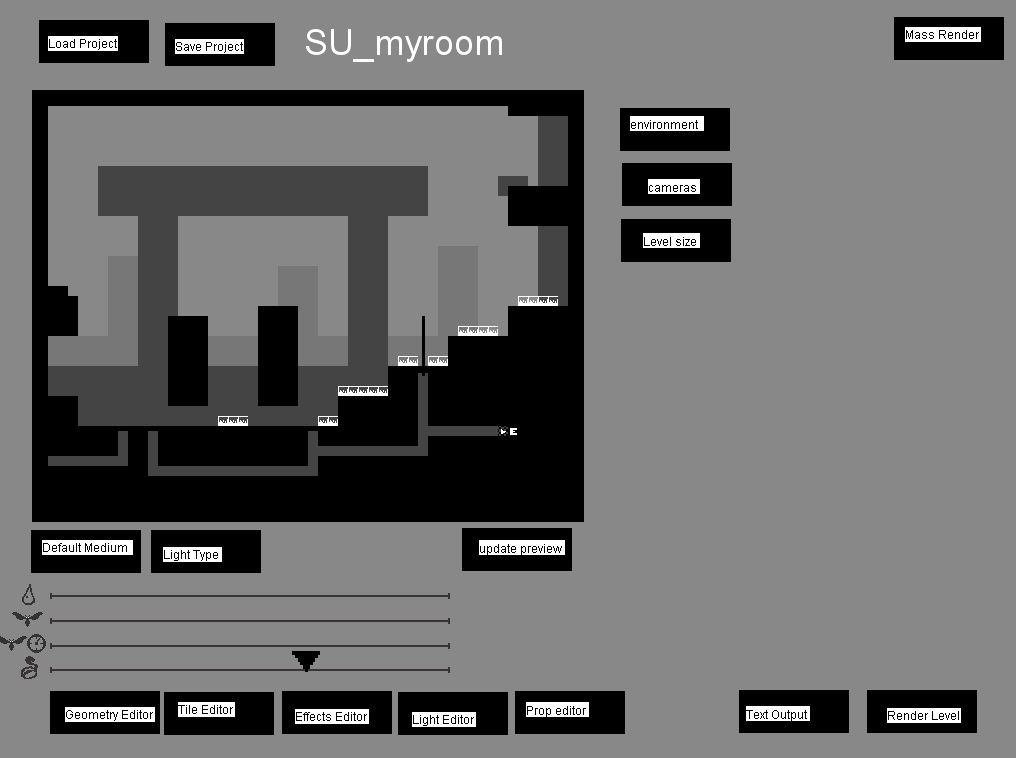 Load Project
Save Project
SU_myroom
Mass Render
environment
cameras
Level size
E
Default Medium
Light Type
update preview
Geometry Editor
Tile Editor
Effects Editor
Light Editor
Prop editor
Text Output
Render Level